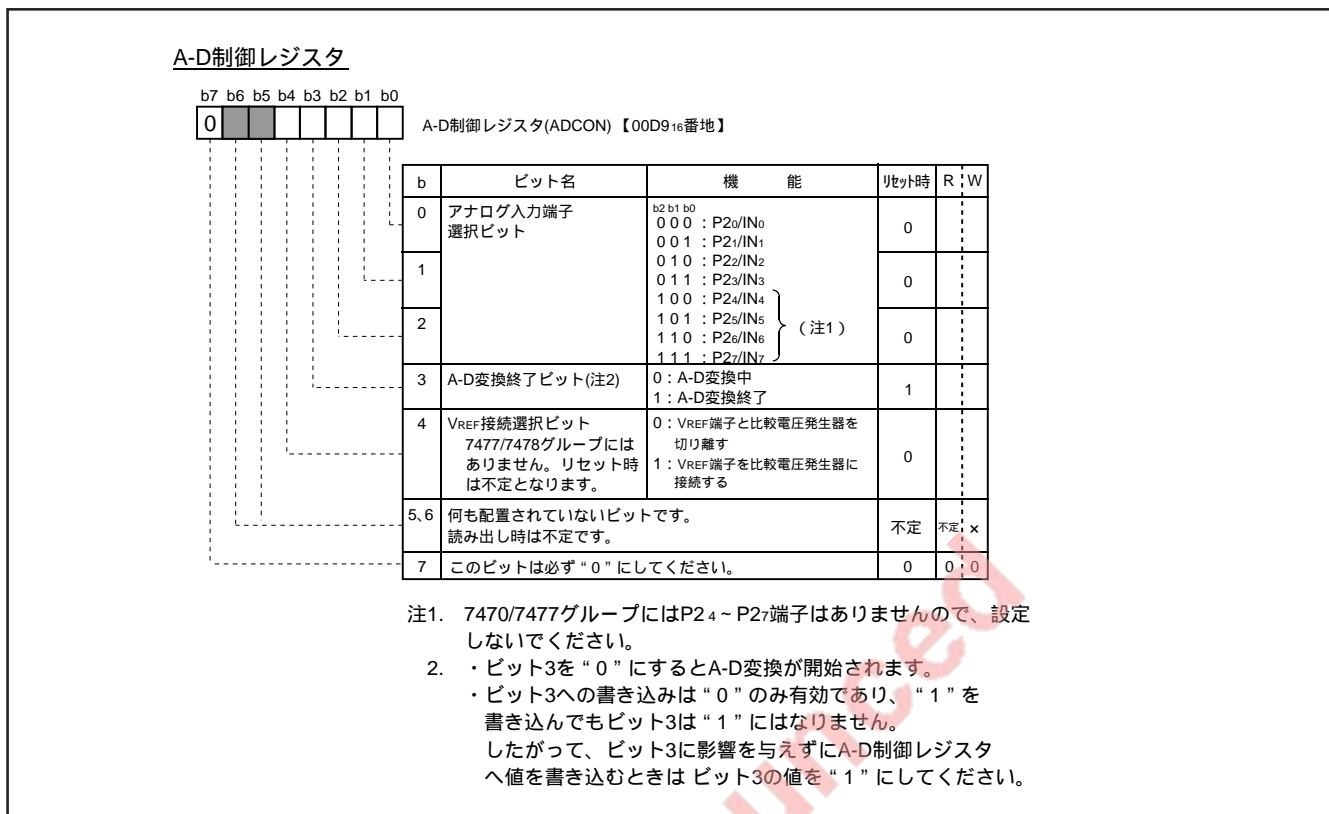 A-D制御レジスタ
b7 b6 b5 b4 b3 b2 b1 b0
0
A-D制御レジスタ(ADCON)【00D916番地】
b ビット名 機 能 リセット時 R W
0 アナログ入力端子
選択ビット
b2 b1 b0
0 0 0 : P20/IN0
0 0 1 : P21/IN1
0
0 1 0 : P22/IN2
1
0 1 1 : P23/IN3
0
1 0 0 : P24/IN4
1 0 1 : P25/IN5
(注1)
2
1 1 0 : P26/IN6
0
1 1 1 : P27/IN7
3 A-D変換終了ビット(注2) 0:A-D変換中
1:A-D変換終了
1
4 VREF接続選択ビット
7477/7478グループには
ありません。リセット時
は不定となります。
0:VREF端子と比較電圧発生器を
切り離す
1:VREF端子を比較電圧発生器に
接続する
0
5、6 何も配置されていないビットです。
読み出し時は不定です。
不定 不定 ×
7 このビットは必ず“0”にしてください。 0 0 0
注1. 7470/7477グループにはP24~P27端子はありませんので、設定
しないでください。
2. ・ビット3を“0”にするとA-D変換が開始されます。
・ビット3への書き込みは“0”のみ有効であり、“1”を
書き込んでもビット3は“1”にはなりません。
したがって、ビット3に影響を与えずにA-D制御レジスタ
へ値を書き込むときは ビット3の値を“1”にしてください。
unced